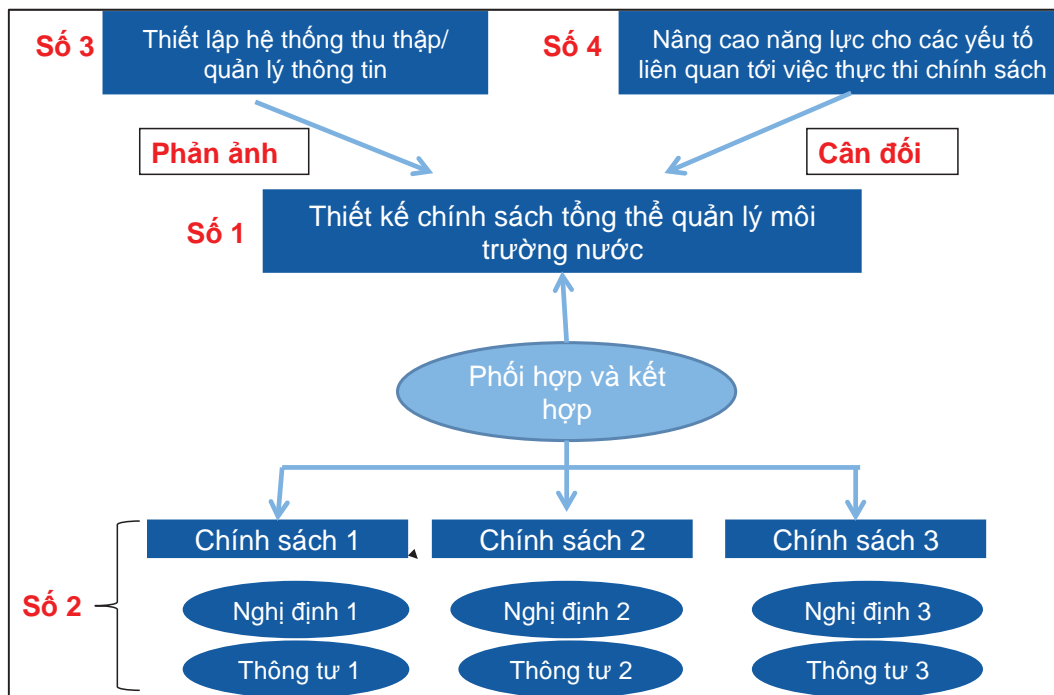 Số 3
Thiết lập hệ thống thu thập/
quản lý thông tin
Số 4
Nâng cao năng lực cho các yếu tố
liên quan tới việc thực thi chính sách
Phản ảnh
Cân đối
Số 1
Thiết kế chính sách tổng thể quản lý môi
trường nước
Phối hợp và kết
hợp
Chính sách 1
Chính sách 2
Chính sách 3
Số 2
Nghị định 1
Nghị định 2
Nghị định 3
Thông tư 1
Thông tư 2
Thông tư 3